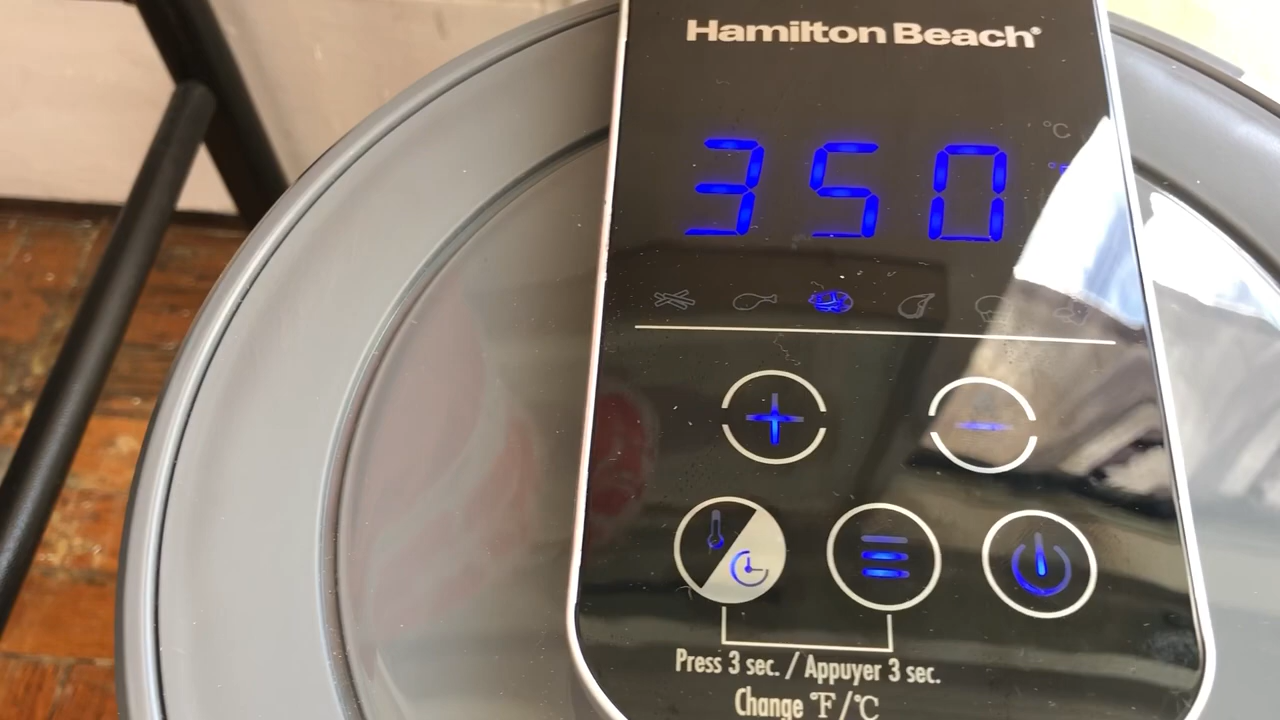 Hamilton Beach®
°C
350
°F
Press 3 sec. / Appuyer 3 sec.
Change °F/°C